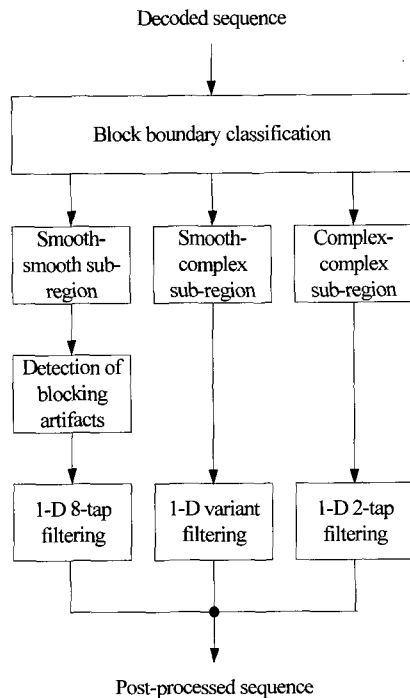 Decoded sequence
Block boundary classification
Smooth-
smooth sub-
region
Smooth-
complex
sub-region
Complex-
complex
sub-region
Detection of
blocking
artifacts
1-D 8-tap
filtering
1-D variant
filtering
1-D 2-tap
filtering
Post-processed sequence